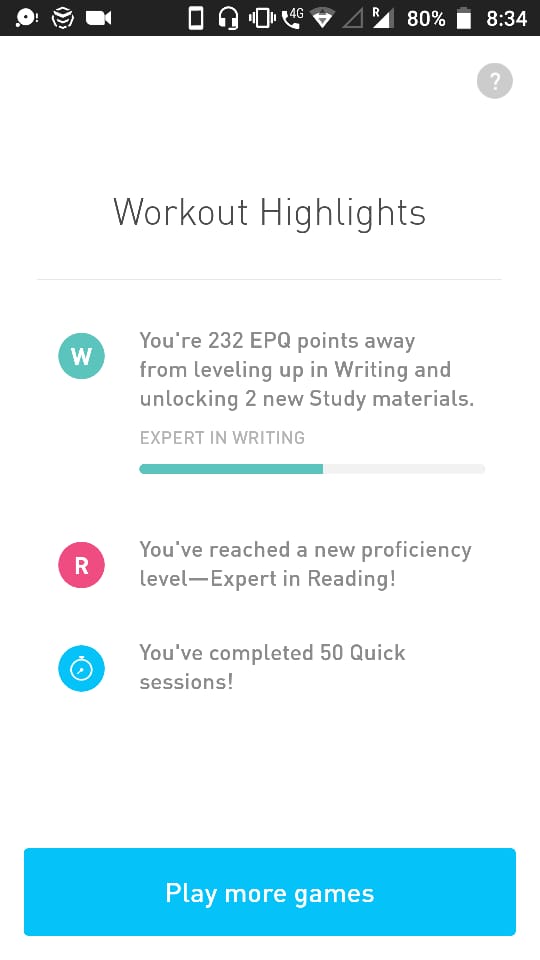 4G R 80% 8:34
?
Workout Highlights
W
You're 232 EPQ points away
from leveling up in Writing and
unlocking 2 new Study materials.
EXPERT IN WRITING
R
You've reached a new proficiency
level—Expert in Reading!
You've completed 50 Quick
sessions!
Play more games